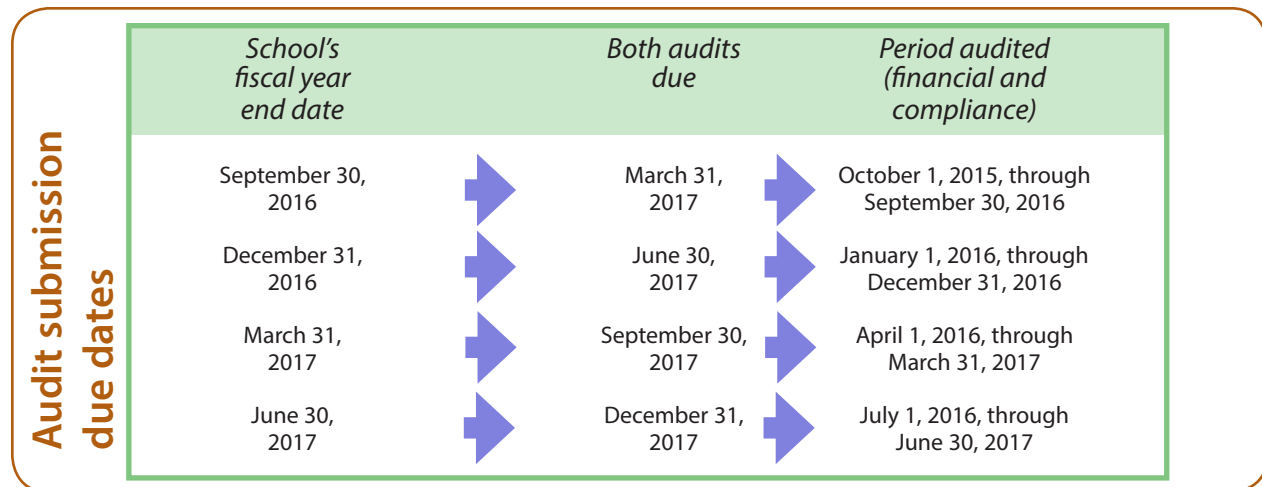 Audit submission
due dates
School's
fiscal year
end date
Both audits
due
Period audited
(financial and
compliance)
September 30,
2016
March 31,
2017
October 1, 2015, through
September 30, 2016
December 31,
2016
June 30,
2017
January 1, 2016, through
December 31, 2016
March 31,
2017
September 30,
2017
April 1, 2016, through
March 31, 2017
June 30,
2017
December 31,
2017
July 1, 2016, through
June 30, 2017